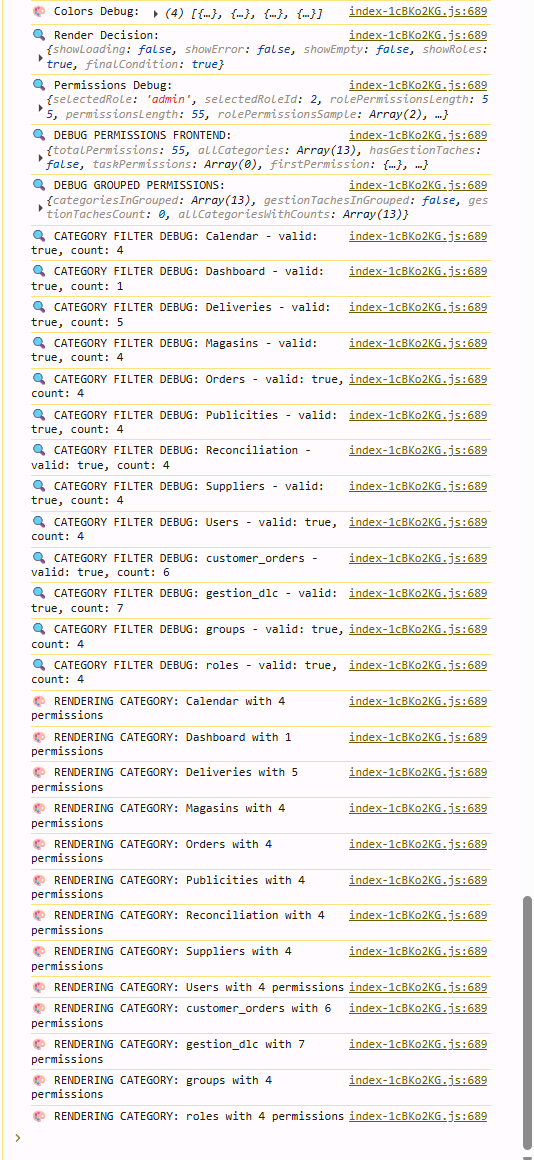 Colors Debug: ▶ (4) [{…}, {…}, {…}, {…}] index-1cBKo2KG.js:689
Render Decision: index-1cBKo2KG.js:689
{showLoading: false, showError: false, showEmpty: false, showRoles:
true, finalCondition: true}
Permissions Debug: index-1cBKo2KG.js:689
{selectedRole: 'admin', selectedRoleId: 2, rolePermissionsLength: 5
5, permissionsLength: 55, rolePermissionsSample: Array(2), …}
DEBUG PERMISSIONS FRONTEND: index-1cBKo2KG.js:689
{totalPermissions: 55, allCategories: Array(13), hasGestionTaches:
false, taskPermissions: Array(0), firstPermission: {…}, …}
DEBUG GROUPED PERMISSIONS: index-1cBKo2KG.js:689
{categoriesInGrouped: Array(13), gestionTachesInGrouped: false, ges
tionTachesCount: 0, allCategoriesWithCounts: Array(13)}
CATEGORY FILTER DEBUG: Calendar - valid: index-1cBKo2KG.js:689
true, count: 4
CATEGORY FILTER DEBUG: Dashboard - valid: index-1cBKo2KG.js:689
true, count: 1
CATEGORY FILTER DEBUG: Deliveries - valid: index-1cBKo2KG.js:689
true, count: 5
CATEGORY FILTER DEBUG: Magasins - valid: index-1cBKo2KG.js:689
true, count: 4
CATEGORY FILTER DEBUG: Orders - valid: true, index-1cBKo2KG.js:689
count: 4
CATEGORY FILTER DEBUG: Publicities - valid: index-1cBKo2KG.js:689
true, count: 4
CATEGORY FILTER DEBUG: Reconciliation - index-1cBKo2KG.js:689
valid: true, count: 4
CATEGORY FILTER DEBUG: Suppliers - valid: index-1cBKo2KG.js:689
true, count: 4
CATEGORY FILTER DEBUG: Users - valid: true, index-1cBKo2KG.js:689
count: 4
CATEGORY FILTER DEBUG: customer_orders - index-1cBKo2KG.js:689
valid: true, count: 6
CATEGORY FILTER DEBUG: gestion_dlc - valid: index-1cBKo2KG.js:689
true, count: 7
CATEGORY FILTER DEBUG: groups - valid: true, index-1cBKo2KG.js:689
count: 4
CATEGORY FILTER DEBUG: roles - valid: true, index-1cBKo2KG.js:689
count: 4
RENDERING CATEGORY: Calendar with 4 index-1cBKo2KG.js:689
permissions
RENDERING CATEGORY: Dashboard with 1 index-1cBKo2KG.js:689
permissions
RENDERING CATEGORY: Deliveries with 5 index-1cBKo2KG.js:689
permissions
RENDERING CATEGORY: Magasins with 4 index-1cBKo2KG.js:689
permissions
RENDERING CATEGORY: Orders with 4 index-1cBKo2KG.js:689
permissions
RENDERING CATEGORY: Publicities with 4 index-1cBKo2KG.js:689
permissions
RENDERING CATEGORY: Reconciliation with 4 index-1cBKo2KG.js:689
permissions
RENDERING CATEGORY: Suppliers with 4 index-1cBKo2KG.js:689
permissions
RENDERING CATEGORY: Users with 4 permissions index-1cBKo2KG.js:689
RENDERING CATEGORY: customer_orders with 6 index-1cBKo2KG.js:689
permissions
RENDERING CATEGORY: gestion_dlc with 7 index-1cBKo2KG.js:689
permissions
RENDERING CATEGORY: groups with 4 index-1cBKo2KG.js:689
permissions
RENDERING CATEGORY: roles with 4 permissions index-1cBKo2KG.js:689